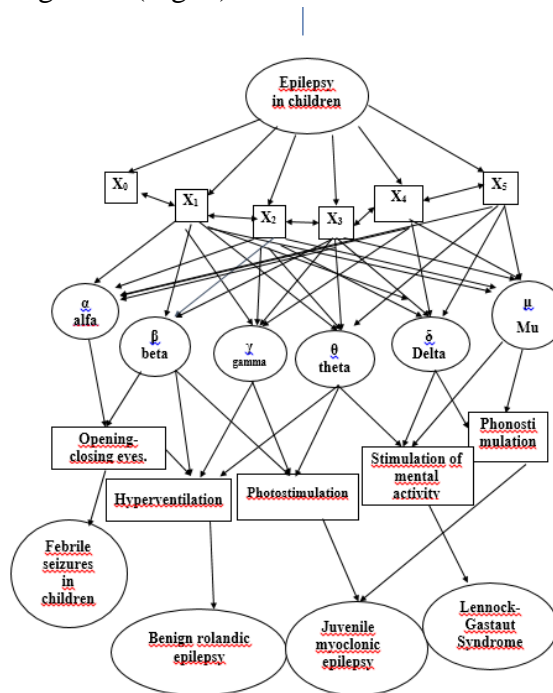 Epilepsy
in children
X₀
X₁
X₂
X₃
X₄
X₅
α
alfa
β
beta
γ
gamma
θ
theta
δ
Delta
μ
Mu
Opening-
closing eyes.
Hyperventilation
Photostimulation
Stimulation of
mental
activity
Phonosti
mulation
Febrile
seizures
in
children
Benign rolandic
epilepsy
Juvenile
myoclonic
epilepsy
Lennock-
Gastaut
Syndrome